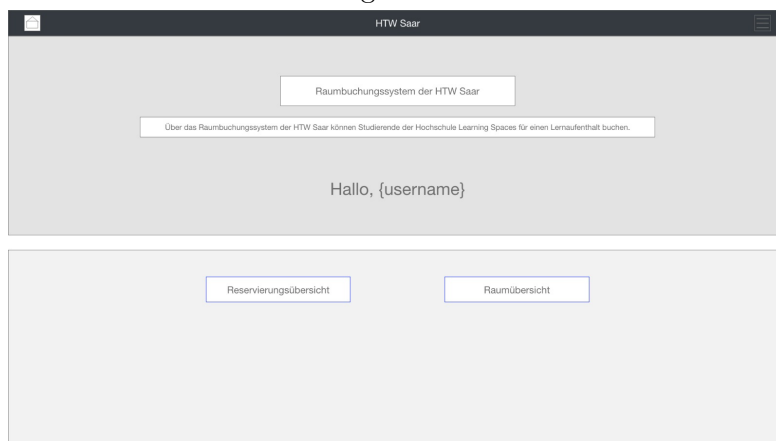 HTW Saar
Raumbuchungssystem der HTW Saar
Über das Raumbuchungssystem der HTW Saar können Studierende der Hochschule Learning Spaces für einen Lernaufenthalt buchen.
Hallo, {username}
Reservierungsübersicht
Raumübersicht